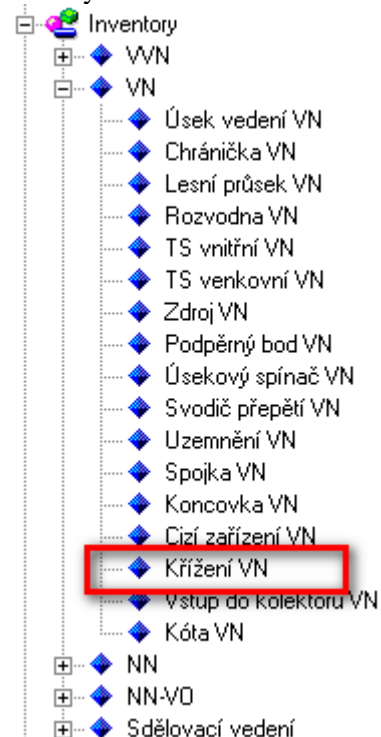 Inventory
VVN
VN
Úsek vedení VN
Chránička VN
Lesní průsek VN
Rozvodna VN
TS vnitřní VN
TS venkovní VN
Zdroj VN
Podpěrný bod VN
Úsekový spínač VN
Svodič přepětí VN
Uzemnění VN
Spojka VN
Koncovka VN
Cizí zařízení VN
Křížení VN
Vstup do kolektoru VN
Kóta VN
NN
NN-VO
Sdělovací vedení